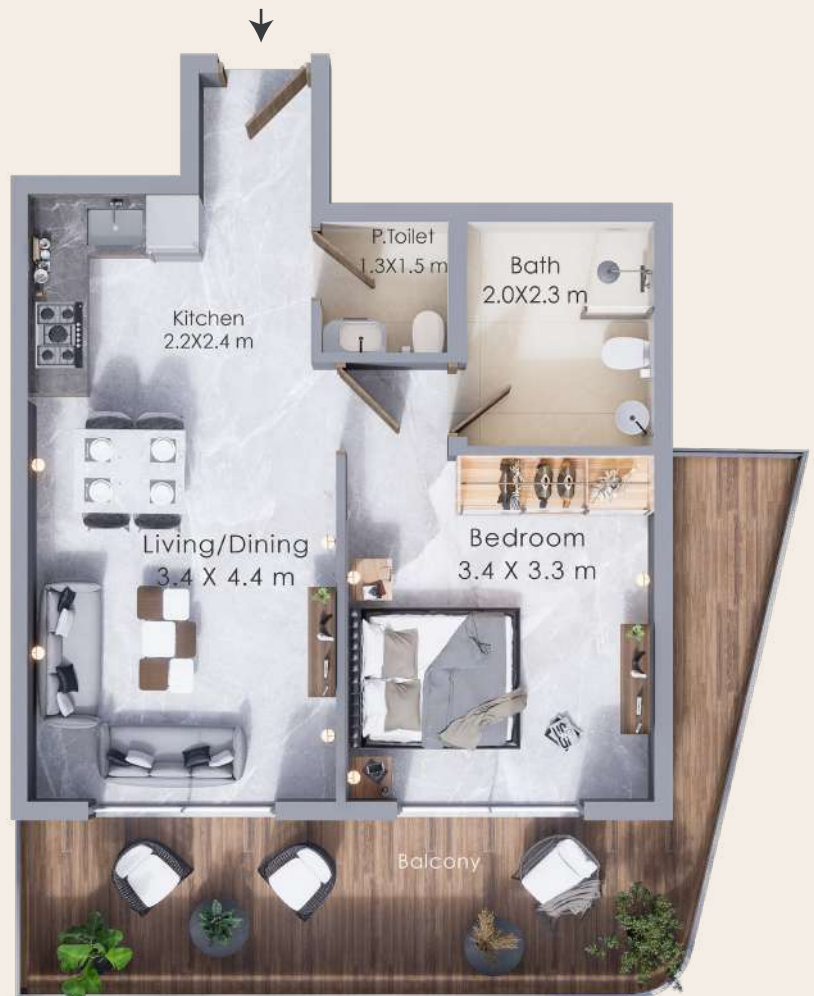 P.Toilet
1.3X1.5 m
Bath
2.0X2.3 m
Kitchen
2.2X2.4 m
Living/Dining
3.4 X 4.4 m
Bedroom
3.4 X 3.3 m
Balcony